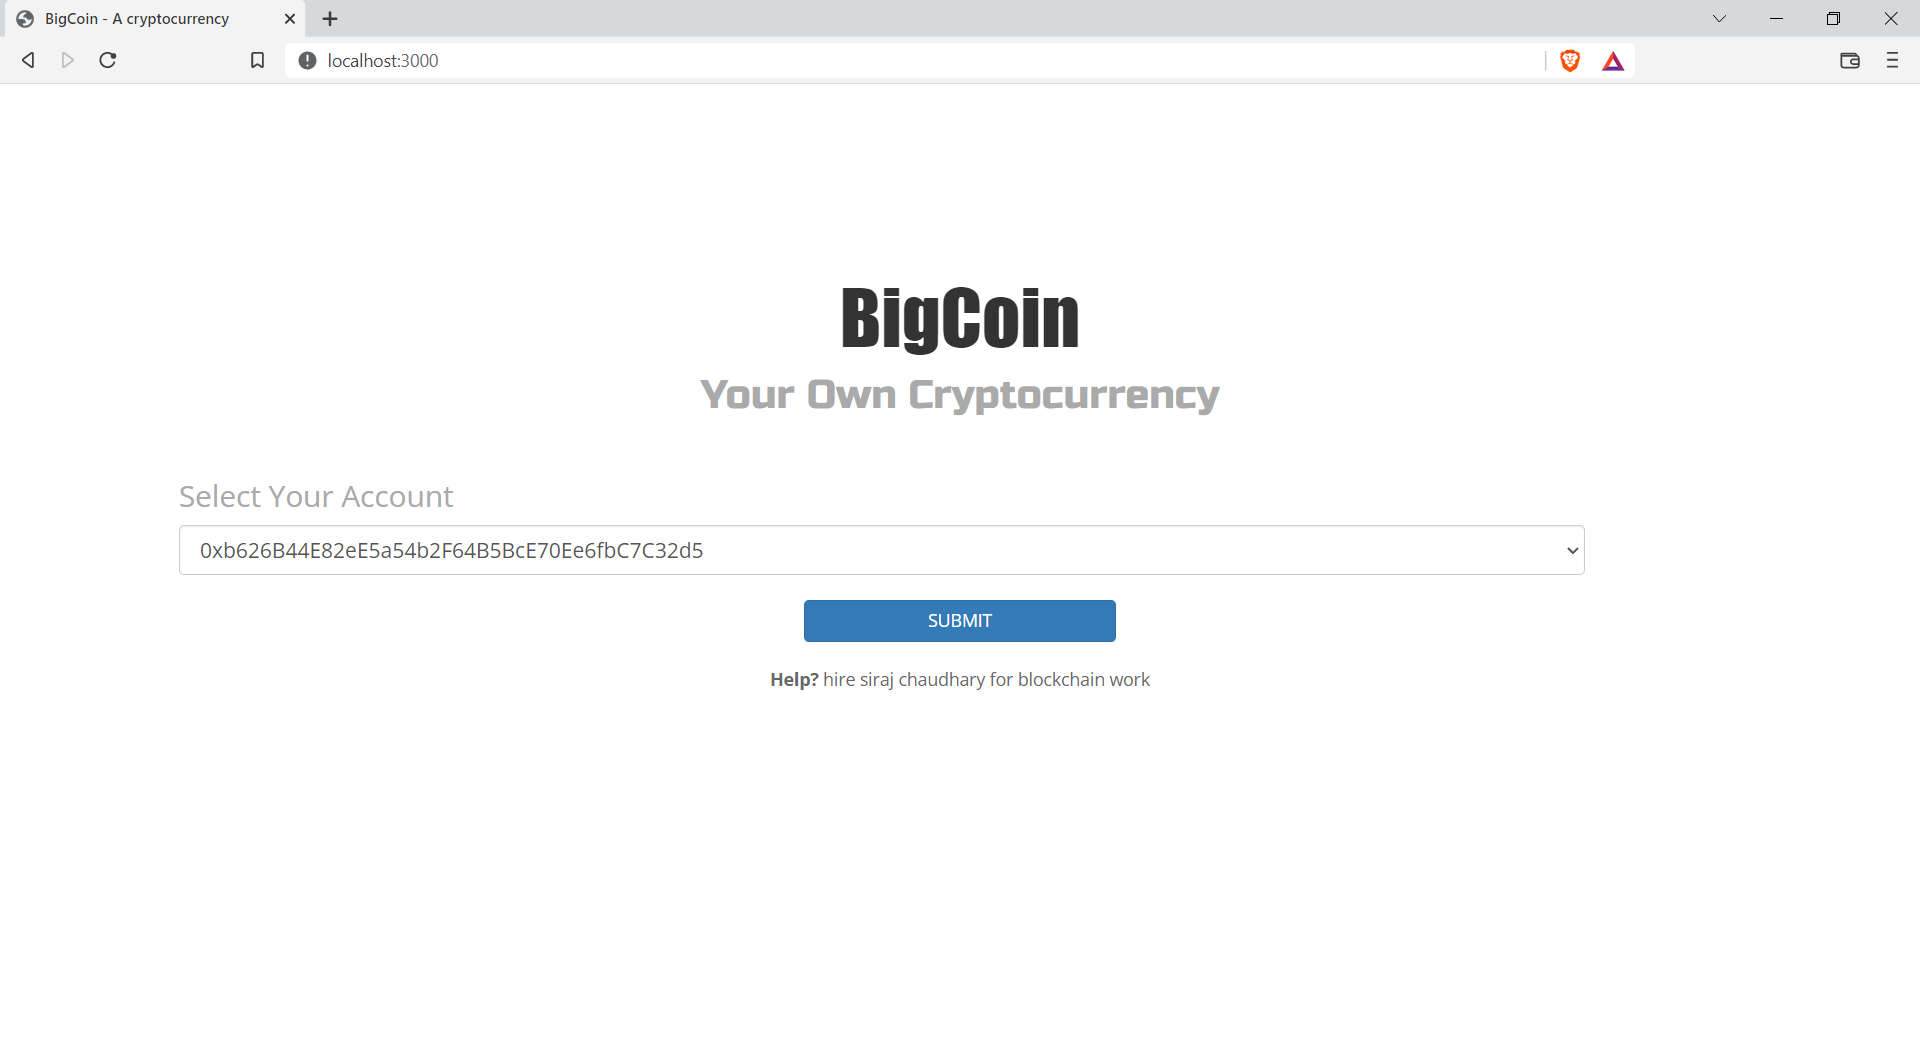 BigCoin - A cryptocurrency
localhost:3000
BigCoin
Your Own Cryptocurrency
Select Your Account
0xb626B44E82eE5a54b2F64B5BcE70Ee6fbC7C32d5
SUBMIT
Help? hire siraj chaudhary for blockchain work